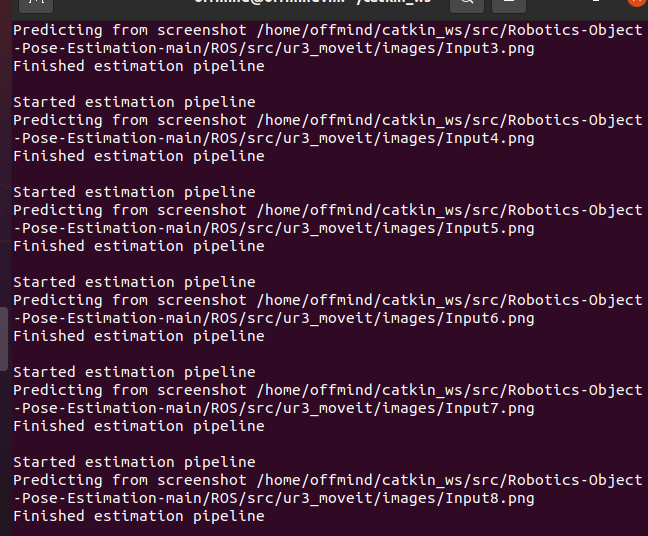 Predicting from screenshot /home/offmind/catkin_ws/src/Robotics-Object
-Pose-Estimation-main/ROS/src/ur3_moveit/images/Input3.png
Finished estimation pipeline

Started estimation pipeline
Predicting from screenshot /home/offmind/catkin_ws/src/Robotics-Object
-Pose-Estimation-main/ROS/src/ur3_moveit/images/Input4.png
Finished estimation pipeline

Started estimation pipeline
Predicting from screenshot /home/offmind/catkin_ws/src/Robotics-Object
-Pose-Estimation-main/ROS/src/ur3_moveit/images/Input5.png
Finished estimation pipeline

Started estimation pipeline
Predicting from screenshot /home/offmind/catkin_ws/src/Robotics-Object
-Pose-Estimation-main/ROS/src/ur3_moveit/images/Input6.png
Finished estimation pipeline

Started estimation pipeline
Predicting from screenshot /home/offmind/catkin_ws/src/Robotics-Object
-Pose-Estimation-main/ROS/src/ur3_moveit/images/Input7.png
Finished estimation pipeline

Started estimation pipeline
Predicting from screenshot /home/offmind/catkin_ws/src/Robotics-Object
-Pose-Estimation-main/ROS/src/ur3_moveit/images/Input8.png
Finished estimation pipeline